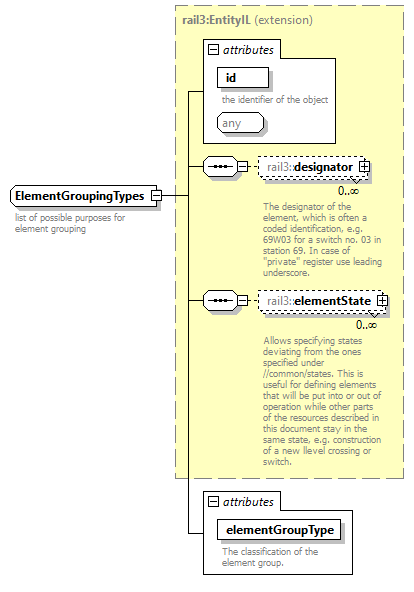 rail3:EntityIL (extension)
attributes
id
the identifier of the object
any
rail3::designator
0..∞
The designator of the
element, which is often a
coded identification, e.g.
69W03 for a switch no. 03 in
station 69. In case of
"private" register use leading
underscore.
ElementGroupingTypes
list of possible purposes for
element grouping
rail3::elementState
0..∞
Allows specifying states
deviating from the ones
specified under
//common/states. This is
useful for defining elements
that will be put into or out of
operation while other parts
of the resources described in
this document stay in the
same state, e.g. construction
of a new llevel crossing or
switch.
attributes
elementGroupType
The classification of the
element group.